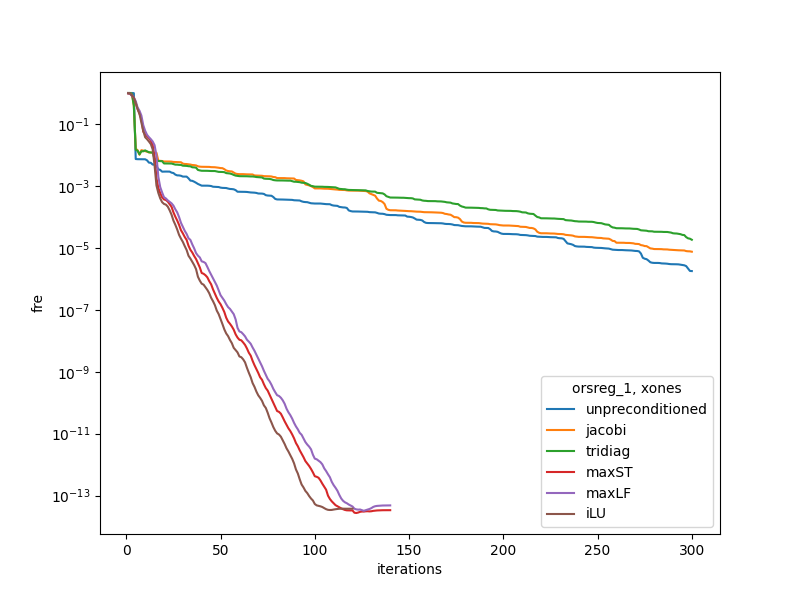 10⁻¹
10⁻³
10⁻⁵
10⁻⁷
10⁻⁹
10⁻¹¹
10⁻¹³
fre
0 50 100 150 200 250 300
iterations
orsreg_1, xones
unpreconditioned
jacobi
tridiag
maxST
maxLF
iLU